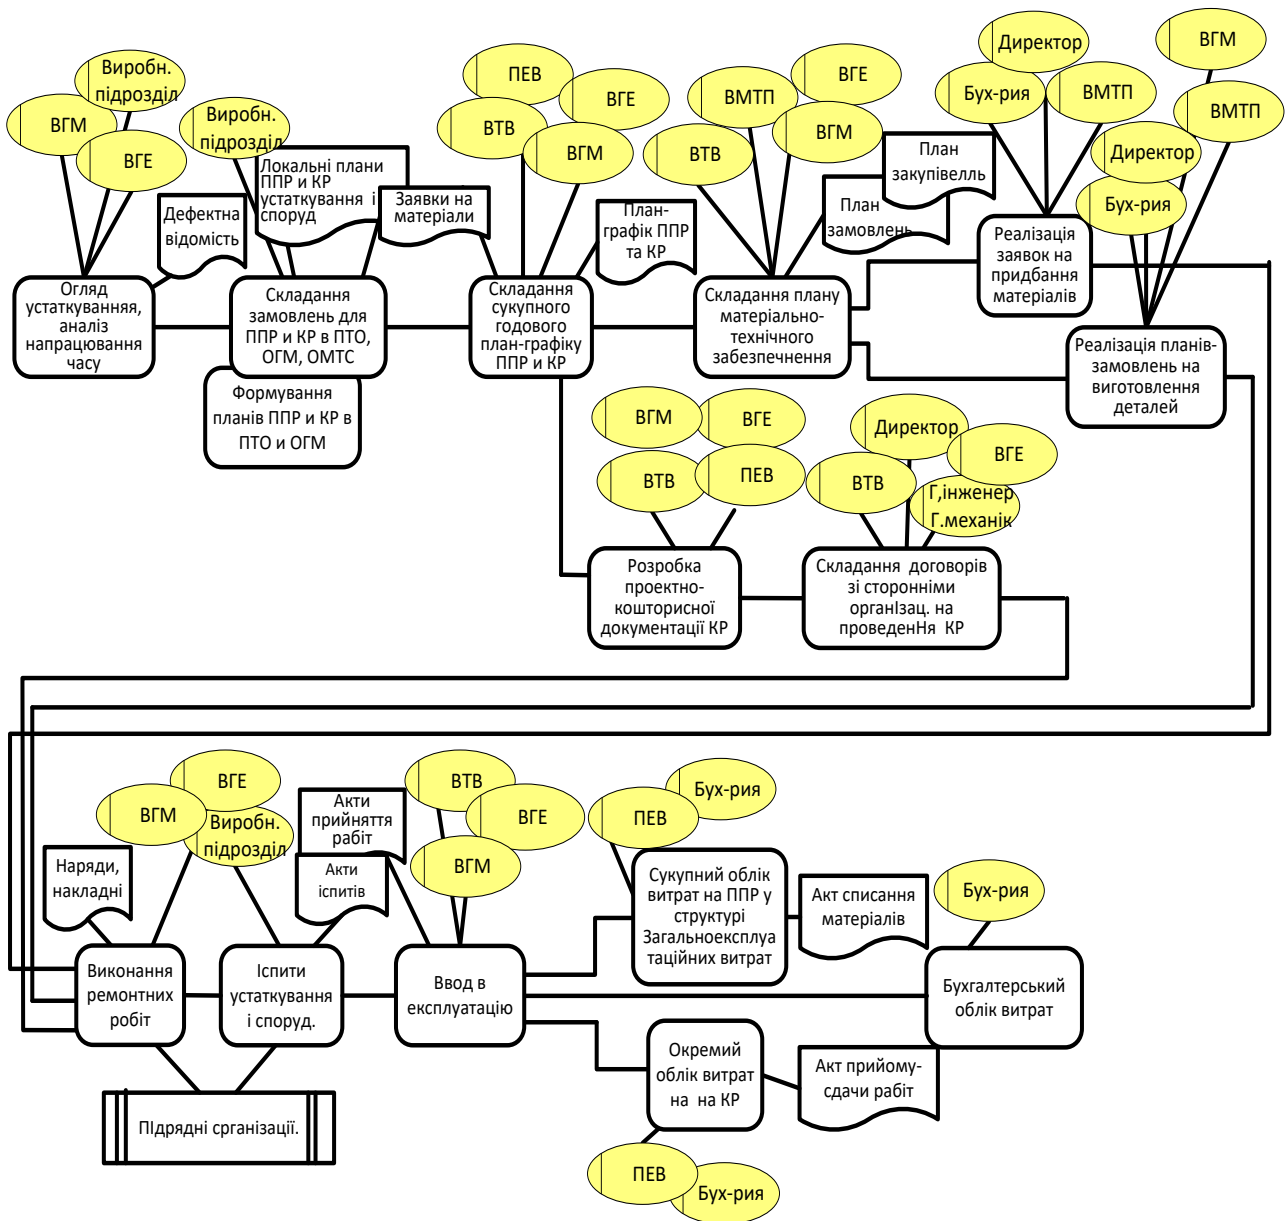 Виробн.
підрозділ
ВГМ
ВГЕ
Дефектна
відомість
Огляд
устаткуваняя,
аналіз
напрацювання
часу
Виробн.
підрозділ
Локальні плани
ППР и КР
устаткування і
споруд
Заявки на
матеріали
Складання
замовлень для
ППР и КР в ПТО,
ОГМ, ОМТС
Формування
планів ППР и КР в
ПТО и ОГМ
ПЕВ
ВГЕ
ВТВ
ВГМ
План-
графік ППР
та КР
Складання
сукупного
годового
план-графіку
ППР и КР
ВГЕ
ВМТП
ВГМ
ВТВ
План
закупівелль
План
замовлень
Складання плану
матеріально-
технічного
забезпечнення
Директор
Бух-рия
ВМТП
Реалізація
заявок на
придбання
матеріалів
ВГМ
ВМТП
Директор
Бух-рия
Реалізація планів-
замовлень на
виготовлення
деталей
ВГМ
ВГЕ
ВТВ
ПЕВ
Розробка
проектно-
кошторисної
документації КР
Директор
ВГЕ
ВТВ
Г,інженер
Г.механік
Складання договорів
зі сторонніми
органІзац. на
проведенНя КР
ВГЕ
ВГМ
Виробн.
підрозділ
Наряди,
накладні
Виконання
ремонтних
робіт
Акти
прийняття
рабіт
Акти
іспитів
Іспити
устаткування
і споруд.
ПІдрядні српанізації.
ВТВ
ВГЕ
ВГМ
Ввод в
експлуатацію
Бух-рия
ПЕВ
Сукупний облік
витрат на ППР у
структурі
Загальноексплуа
таційних витрат
Акт списання
матеріалів
Бух-рия
Бухгалтерський
облік витрат
Окремий
облік витрат
на на КР
Акт прийому-
сдачи рабіт
ПЕВ
Бух-рия